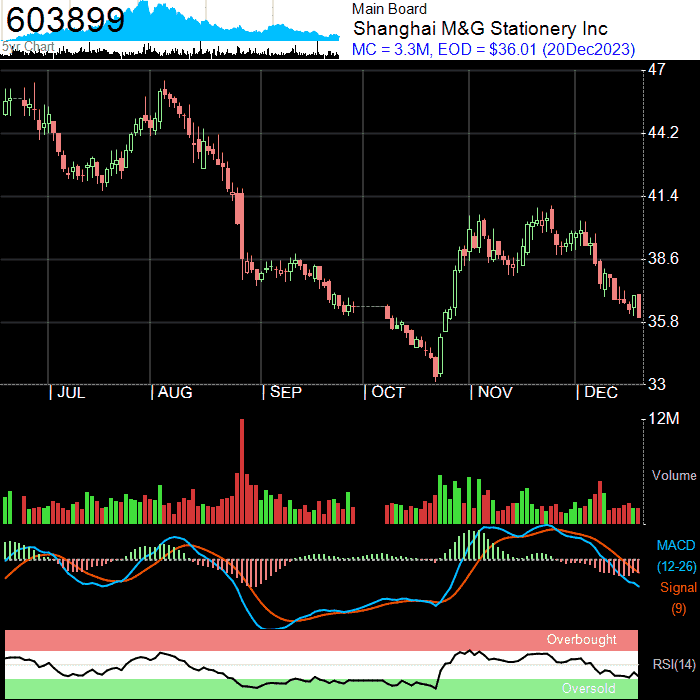 603899
5yr Chart
Main Board
Shanghai M&G Stationery Inc
MC = 3.3M, EOD = $36.01 (20Dec2023)
47
44.2
41.4
38.6
35.8
33
JUL
AUG
SEP
OCT
NOV
DEC
12M
Volume
MACD
(12-26)
Signal
(9)
Overbought
RSI(14)
Oversold